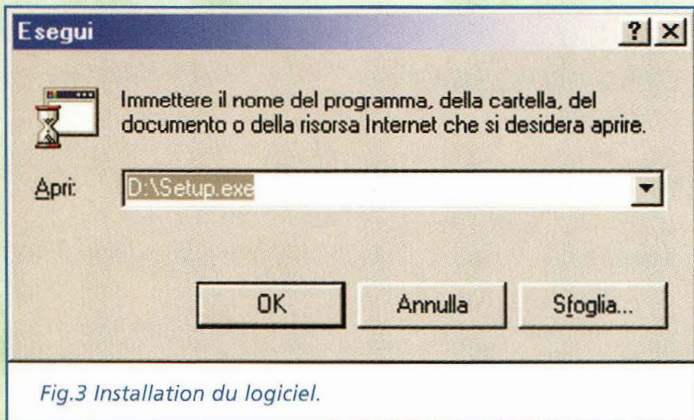 Esegui
Immettere il nome del programma, della cartella, del
documento o della risorsa Internet che si desidera aprire.
Apri: D:\Setup.exe
OK Annulla Sfoglia...
Fig.3 Installation du logiciel.